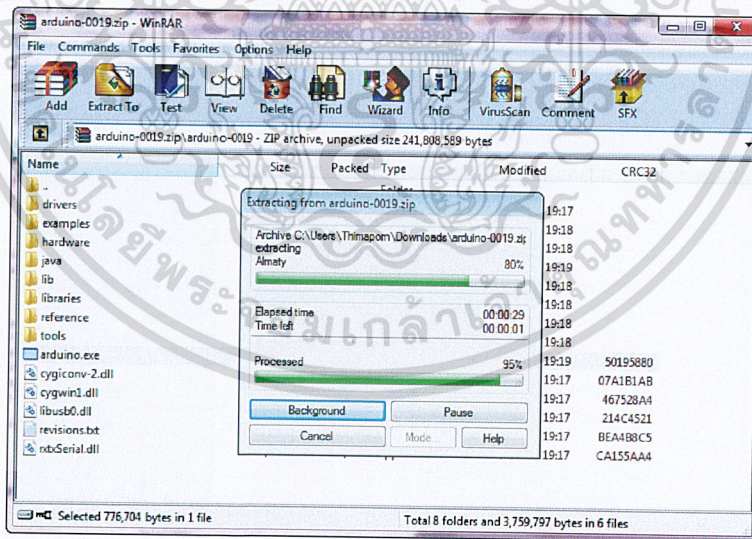 arduino-0019.zip - WinRAR
File Commands Tools Favorites Options Help
Add Extract To Test View Delete Find Wizard Info VirusScan Comment SFX
arduino-0019.zip\arduino-0019 - ZIP archive, unpacked size 241,808,589 bytes
Name Size Packed Type Modified CRC32
..
drivers 19:17
examples 19:18
hardware 19:18
java 19:19
lib 19:18
libraries 19:18
reference 19:18
tools 19:18
arduino.exe 19:19 50195880
cygiconv-2.dll 19:17 07A1B1AB
cygwin1.dll 19:17 467528A4
libusb0.dll 19:17 214C4521
revisions.txt 19:17 BEA4B8C5
rxtxSerial.dll 19:17 CA155AA4
Extracting from arduino-0019.zip
Archive C:\Users\Thimaporn\Downloads\arduino-0019.zip
extracting
Almaty 80%
Elapsed time 00:00:29
Time left 00:00:01
Processed 95%
Background Pause
Cancel Mode... Help
Selected 776,704 bytes in 1 file Total 8 folders and 3,759,797 bytes in 6 files